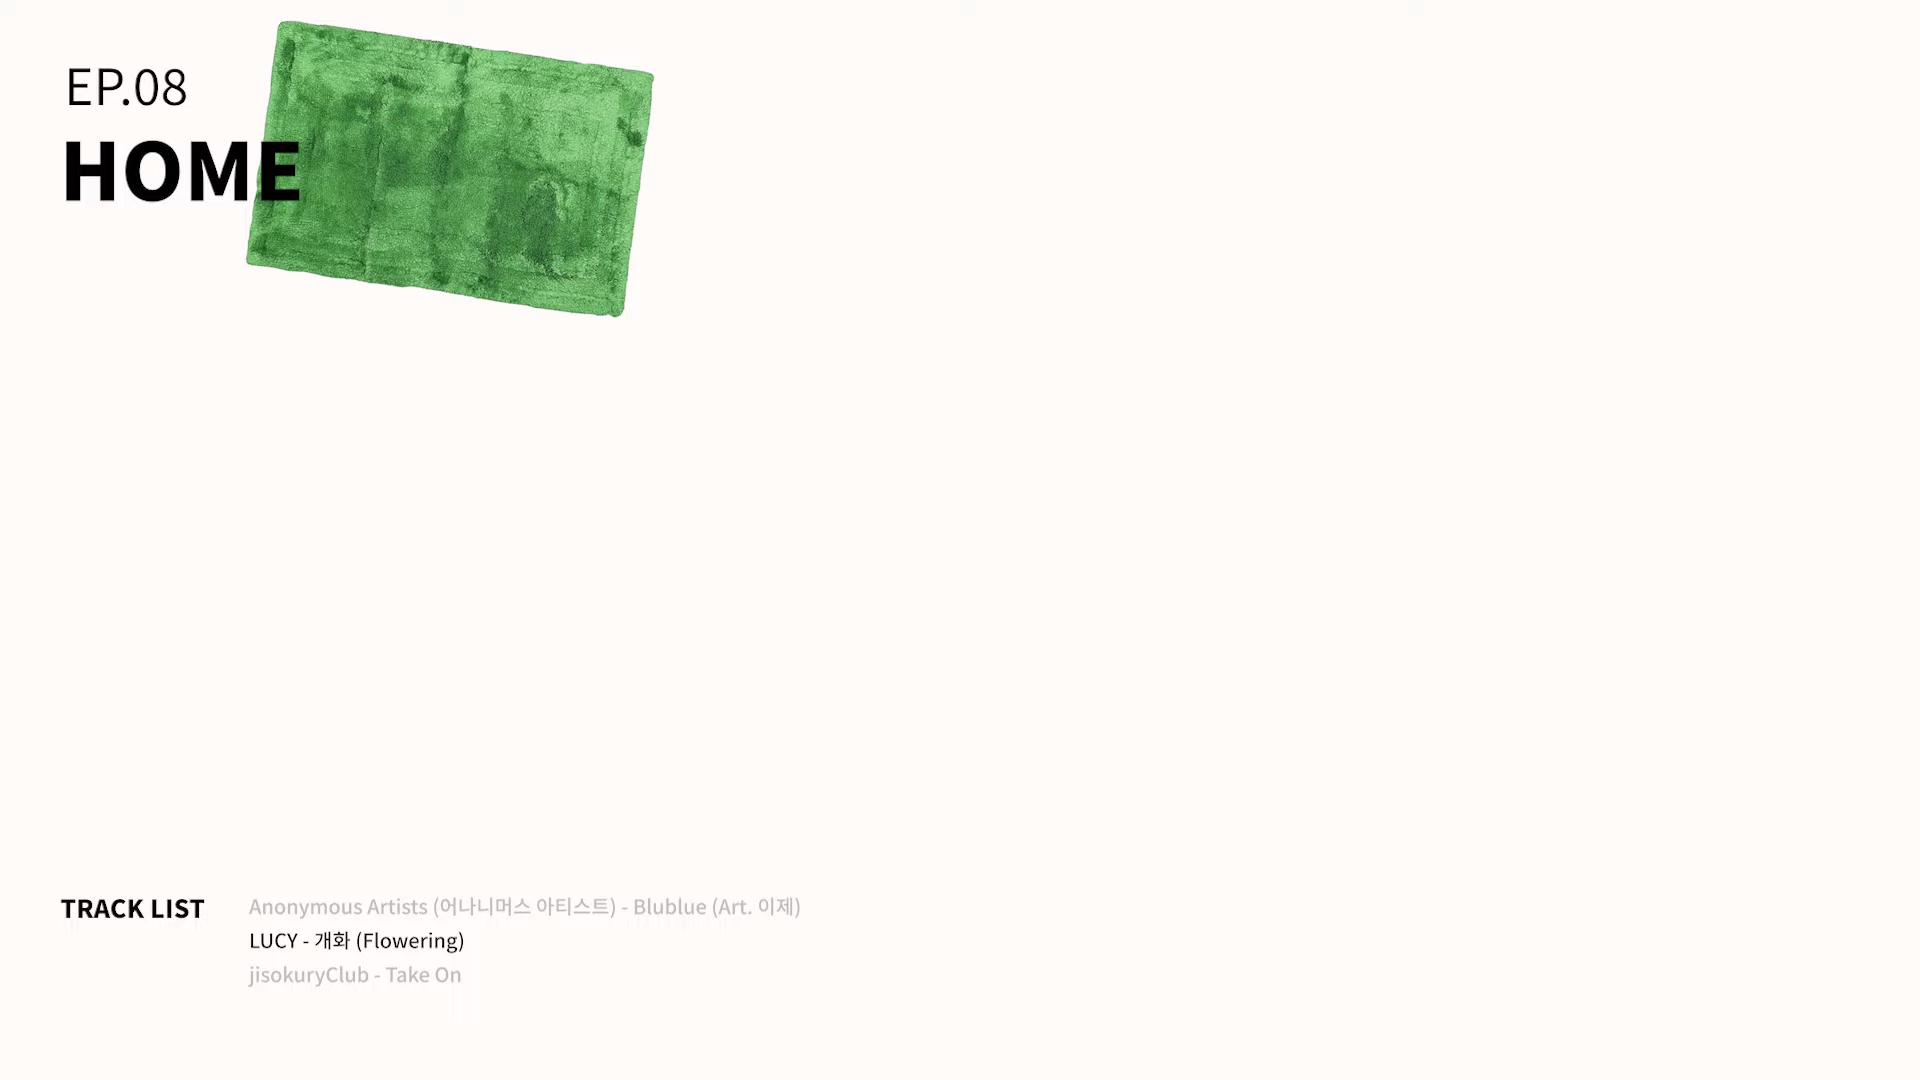 EP.08
HOME
TRACK LIST
Anonymous Artists (어나니머스 아티스트) - Blublue (Art. 이제)
LUCY - 개화 (Flowering)
jisokuryClub - Take On